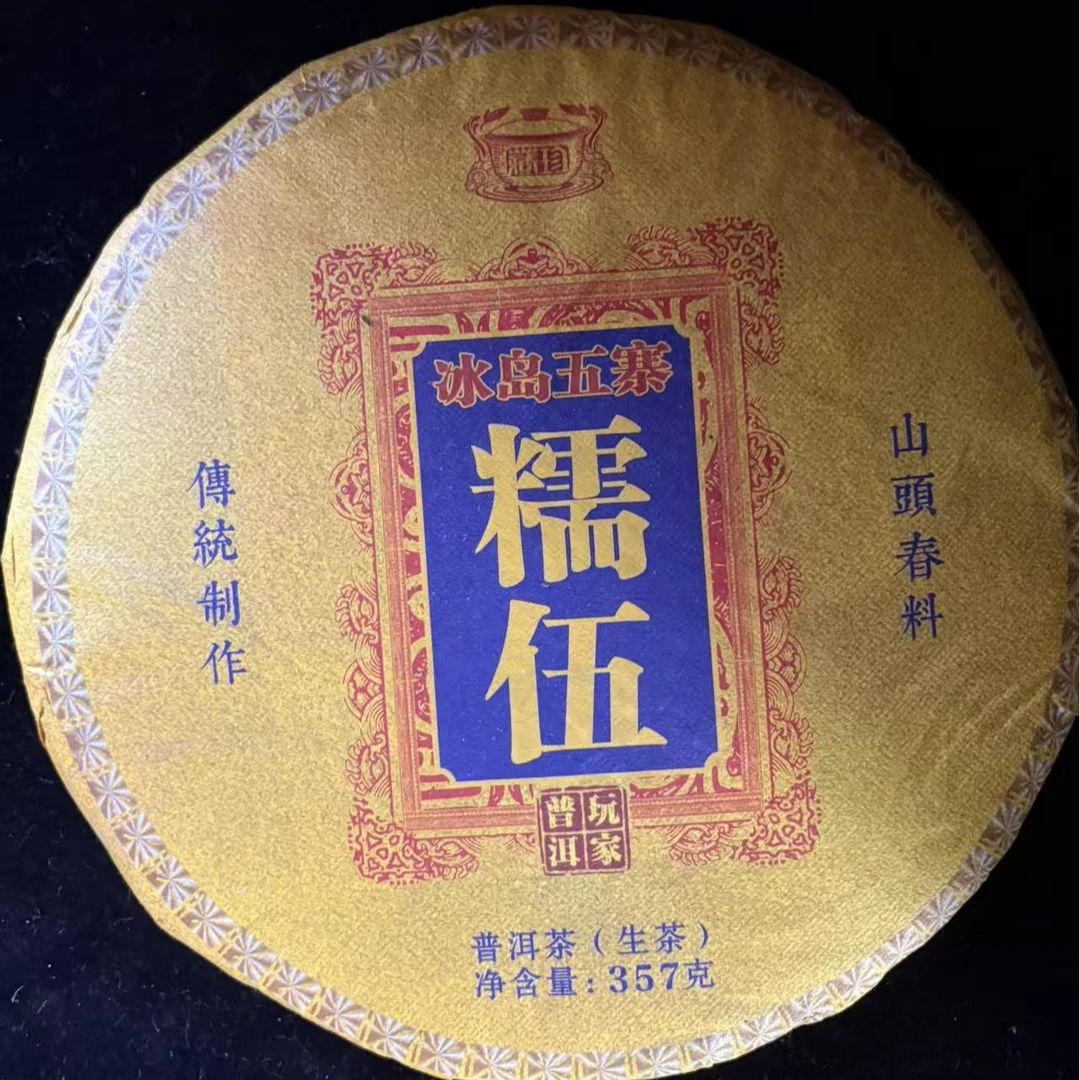 冰岛五寨
糯伍
傳統制作
山頭春料
普洱
玩家
普洱茶（生茶）
净含量：357克